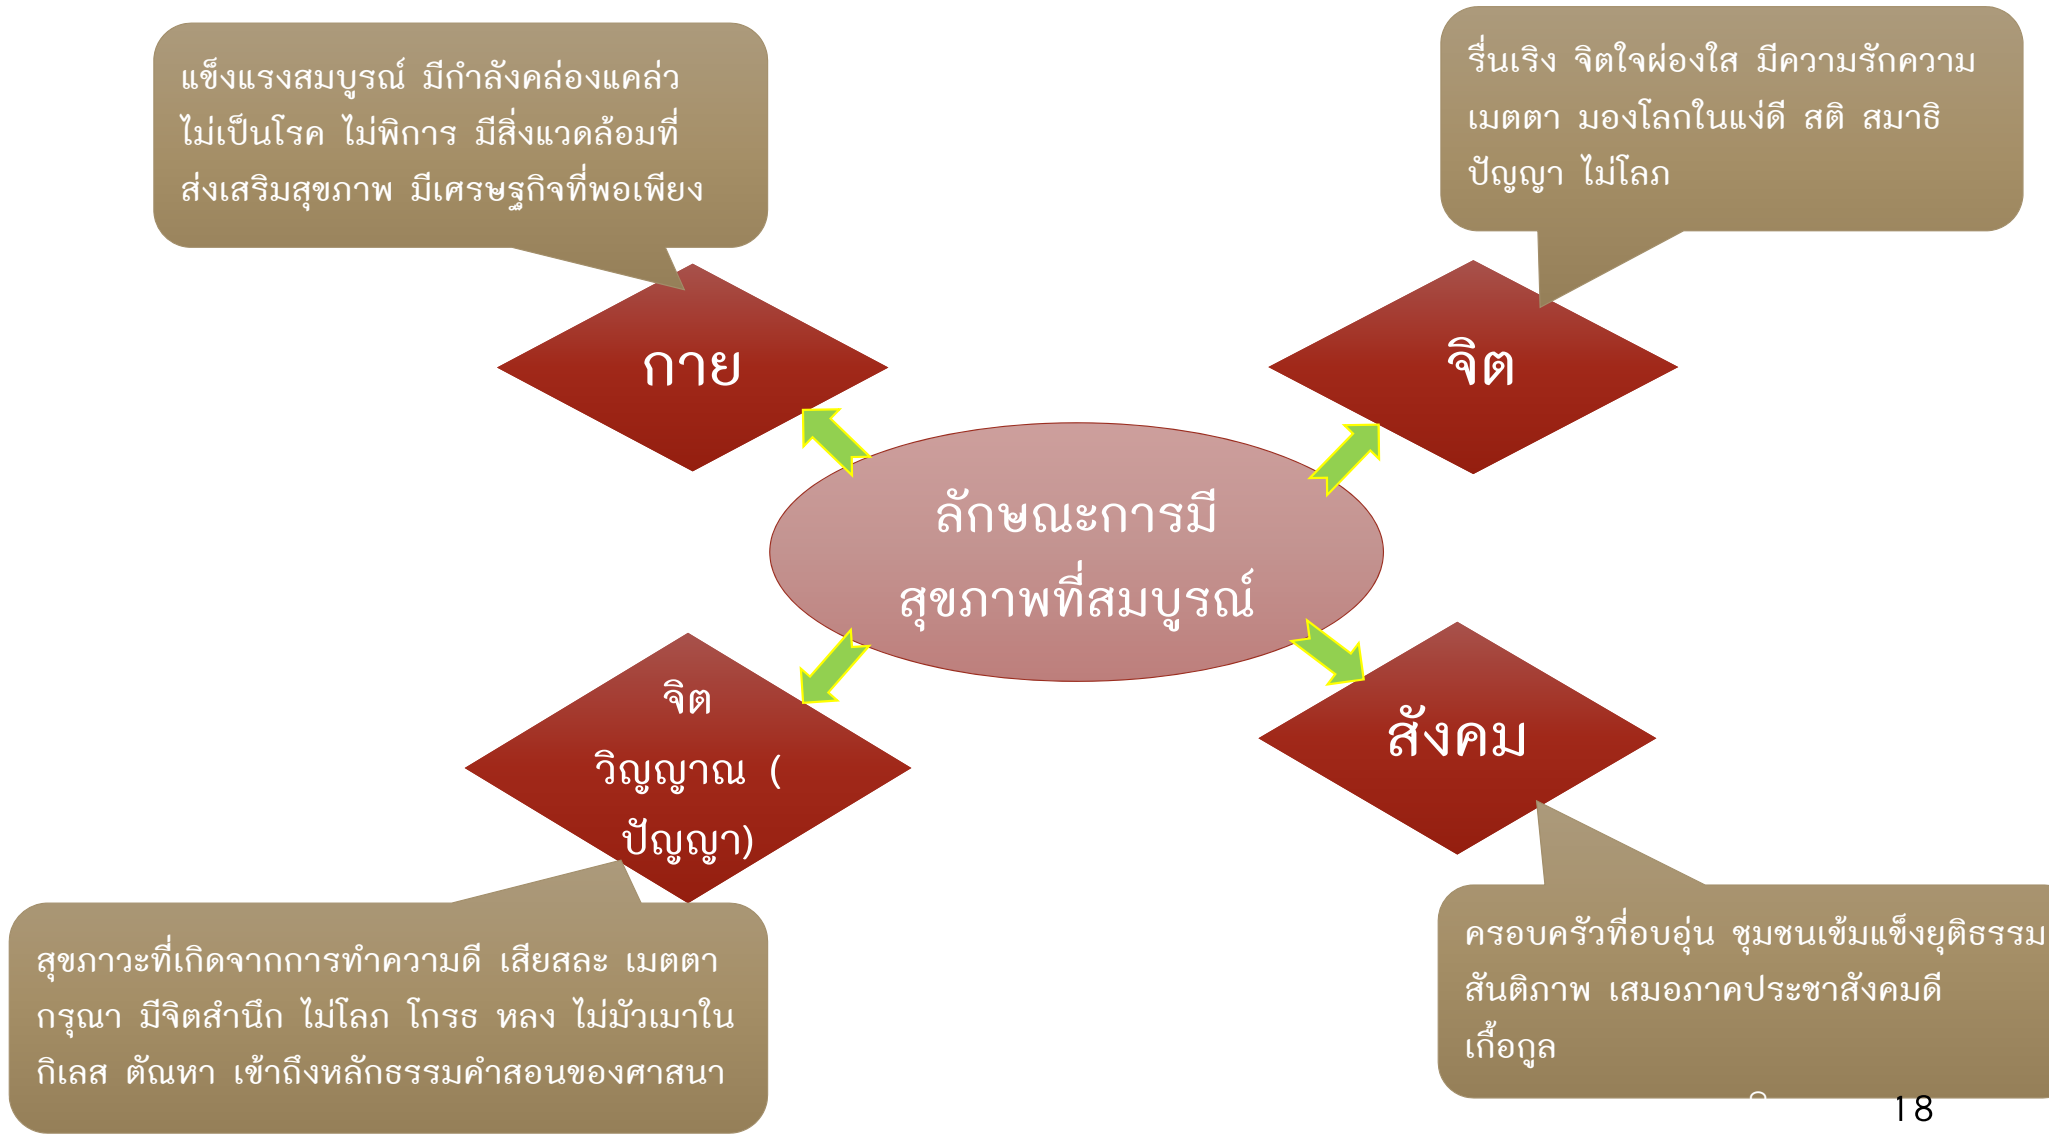 แข็งแรงสมบูรณ์ มีกำลังคล่องแคล่ว
ไม่เป็นโรค ไม่พิการ มีสิ่งแวดล้อมที่
ส่งเสริมสุขภาพ มีเศรษฐกิจที่พอเพียง
รื่นเริง จิตใจผ่องใส มีความรักความ
เมตตา มองโลกในแง่ดี สติ สมาธิ
ปัญญา ไม่โลภ
กาย
จิต
ลักษณะการมี
สุขภาพที่สมบูรณ์
จิต
วิญญาณ (
ปัญญา)
สังคม
สุขภาวะที่เกิดจากการทำความดี เสียสละ เมตตา
กรุณา มีจิตสำนึก ไม่โลภ โกรธ หลง ไม่มัวเมาใน
กิเลส ตัณหา เข้าถึงหลักธรรมคำสอนของศาสนา
ครอบครัวที่อบอุ่น ชุมชนเข้มแข็งยุติธรรม
สันติภาพ เสมอภาคประชาสังคมดี
เกื้อกูล
18